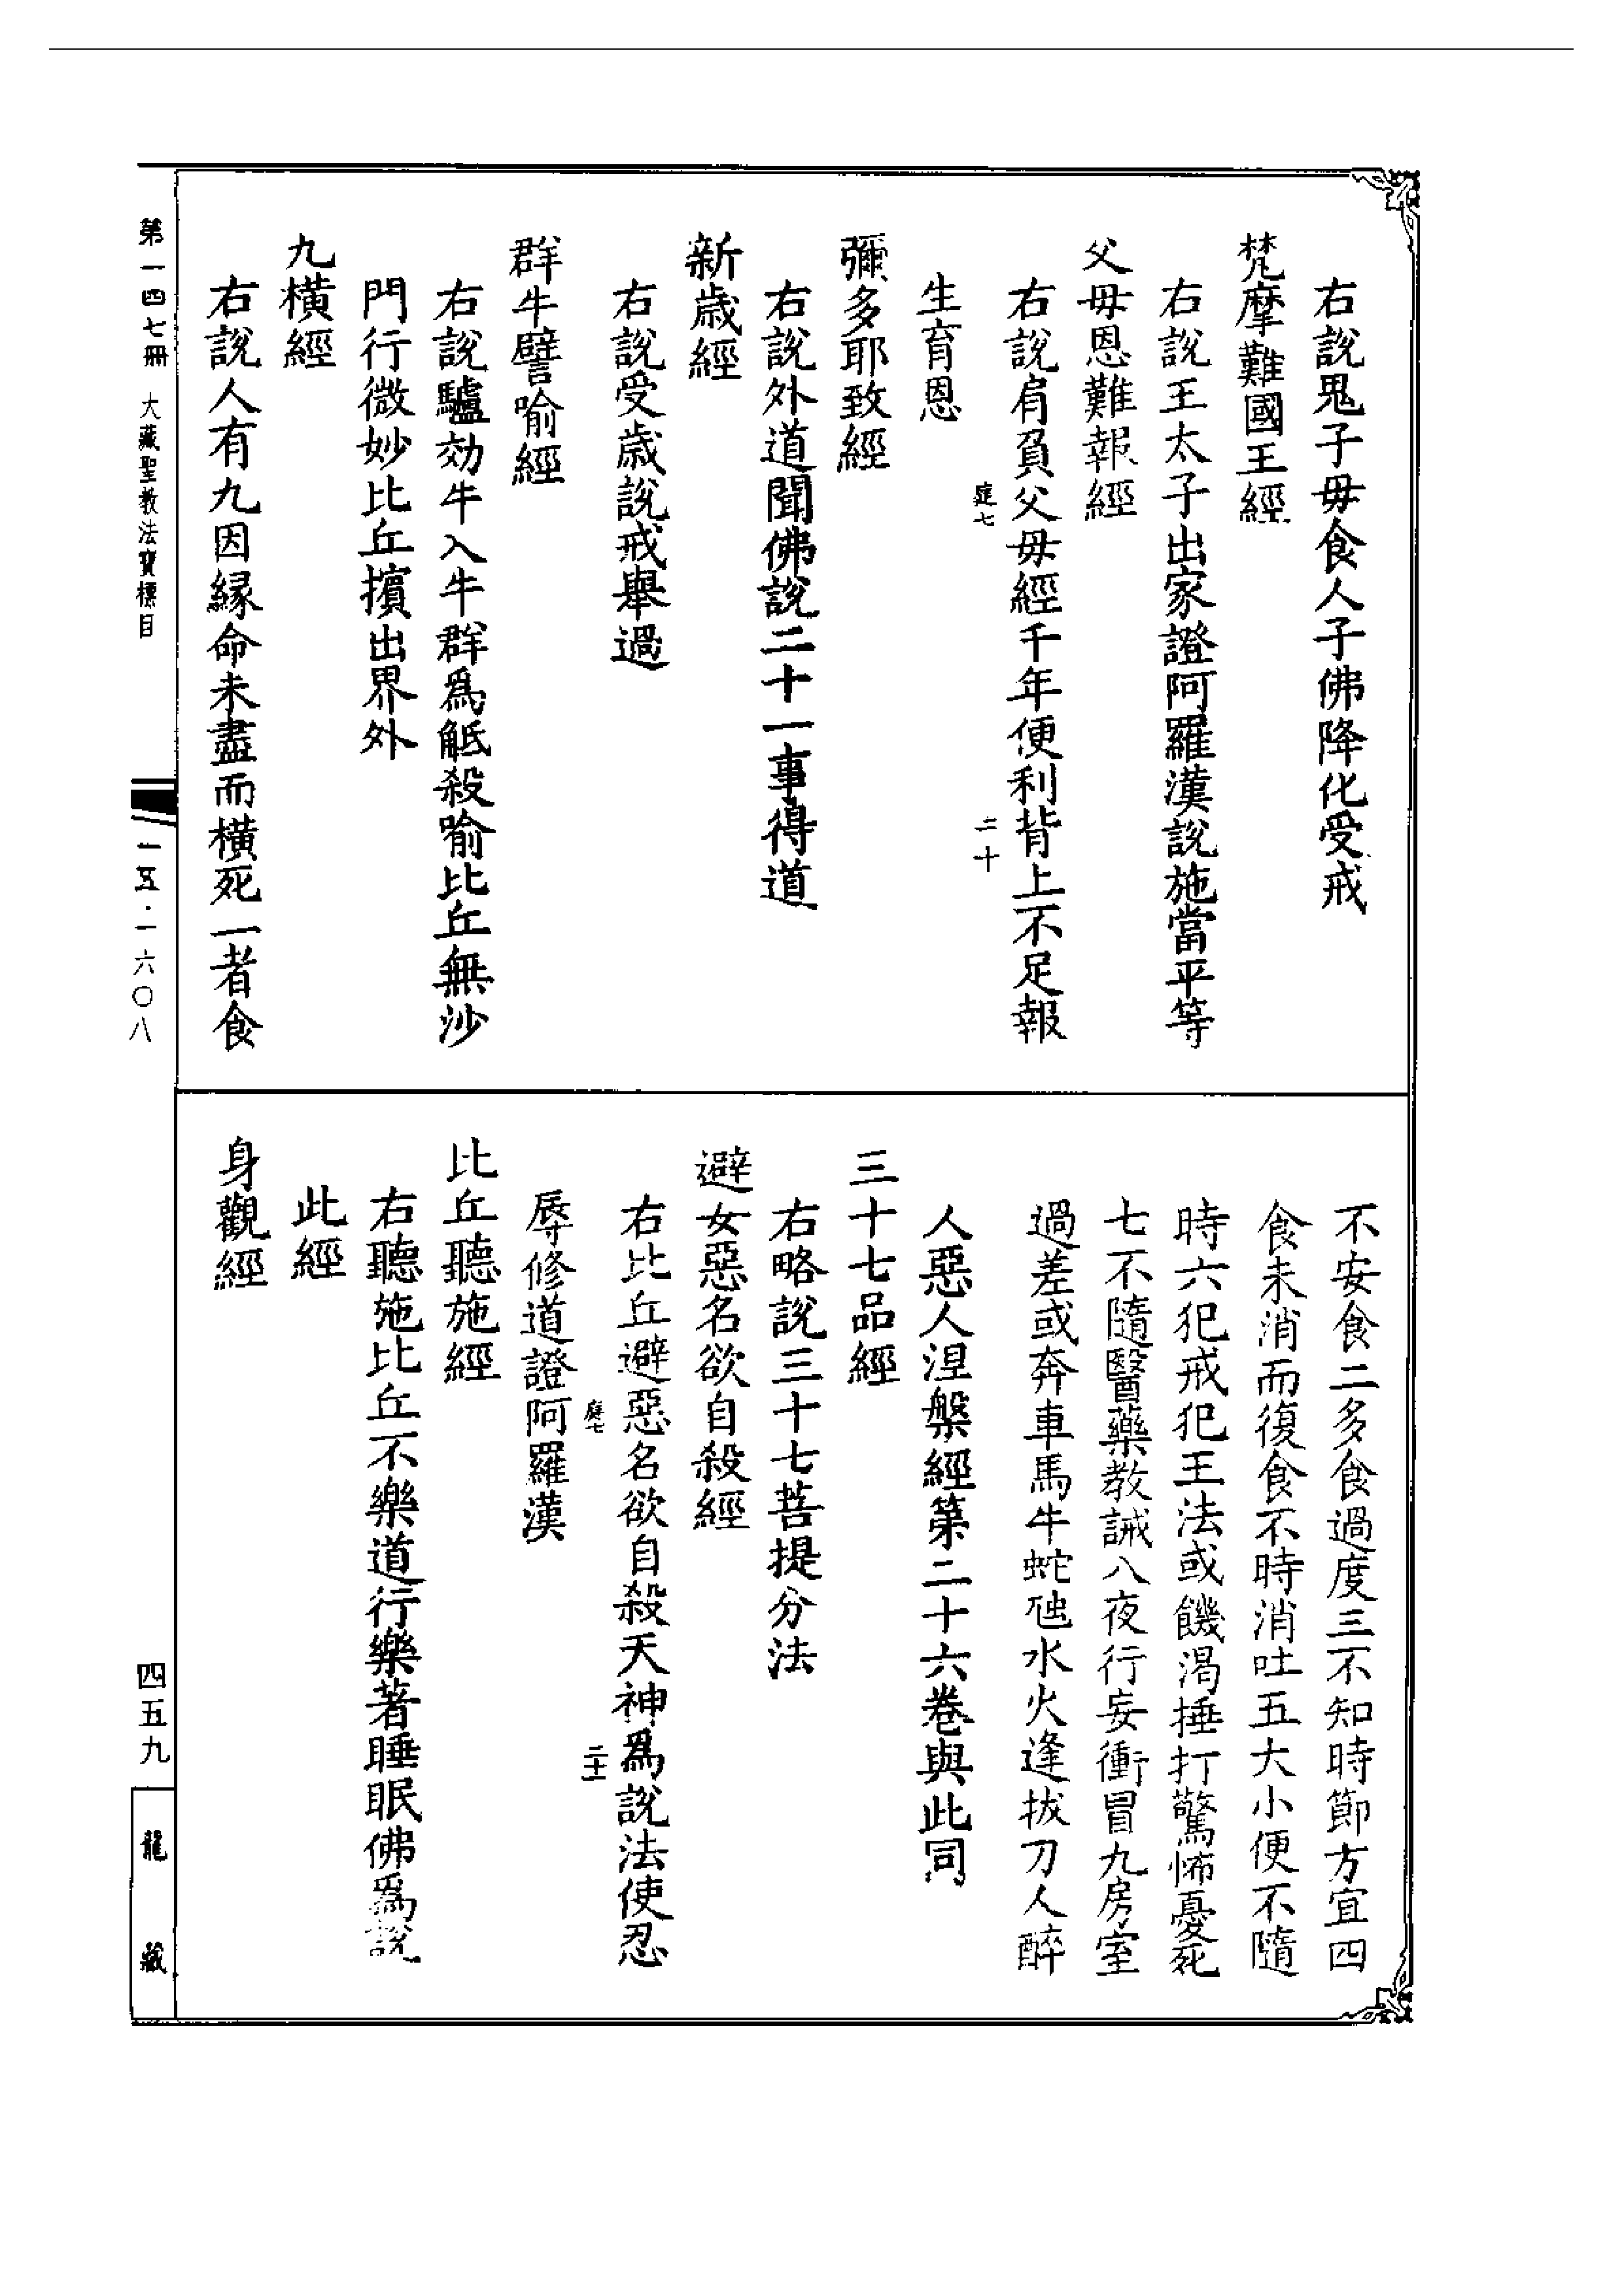 右說鬼子母食人子佛降化受戒
梵摩難國王經
右說王太子出家證阿羅漢說施當平等
父母恩難報經
右說肩負父母經千年便利背上不足報
庭七
二十
生育恩
彌多耶致經
右說外道聞佛說二十一事得道
新歲經
右說受歲說戒舉過
群牛譬喻經
右說驢効牛入牛群爲觝殺喻比丘無沙
門行微妙比丘擯出界外
九橫經
右說人有九因緣命未盡而橫死一者食
不安食二多食過度三不知時節方宜四
食未消而復食不時消吐五大小便不隨
時六犯戒犯王法或饑渴捶打驚怖憂死
七不隨醫藥教誡八夜行妄衝冒九房室
過差或奔車馬牛蛇虺水火逢拔刀人醉
人惡人涅槃經第二十六卷與此同
三十七品經
右略說三十七菩提分法
避女惡名欲自殺經
右比丘避惡名欲自殺天神爲說法使忍
庭七
二十一
辱修道證阿羅漢
比丘聽施經
右聽施比丘不樂道行樂著睡眠佛爲說
此經
身觀經
第一四七冊
大藏聖教法寶標目
一五·一六〇八
四五九
龍藏